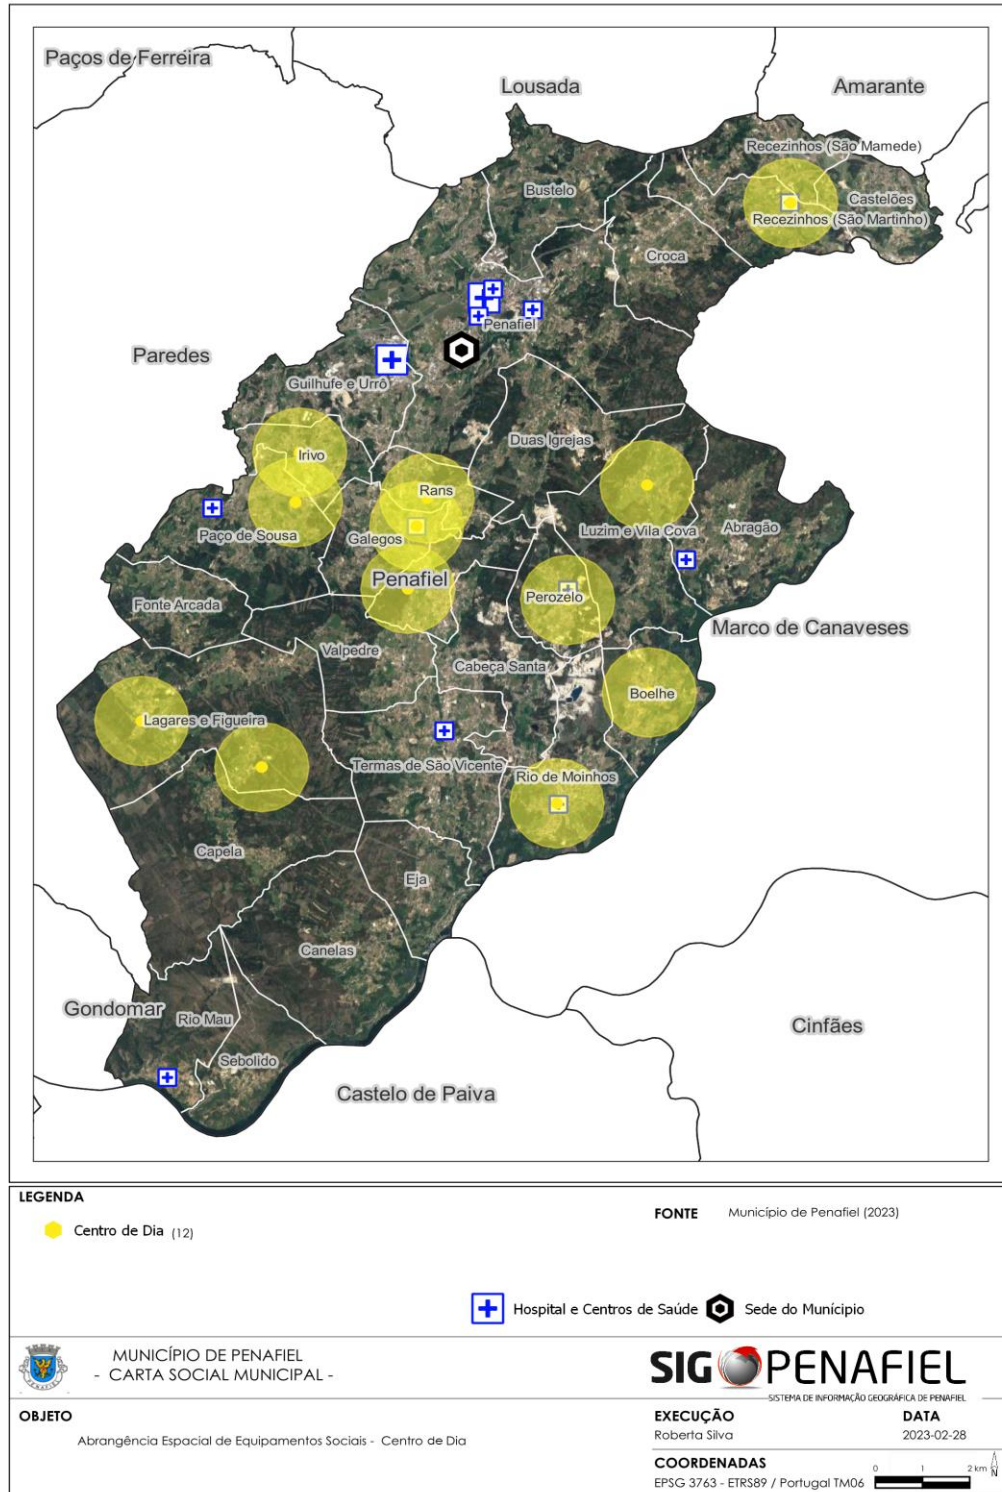 Paços de Ferreira
Lousada
Amarante
Recezinhos (São Mamede)
Bustelo
Castelões
Recezinhos (São Martinho)
Croca
Penafiel
Paredes
Guilhufe e Urrô
Duas Igrejas
Irivo
Rans
Abragão
Luzim e Vila Cova
Paço de Sousa
Galegos
Penafiel
Perozelo
Fonte Arcada
Marco de Canaveses
Valpedre
Cabeça Santa
Boelhe
Lagares e Figueira
Termas de São Vicente
Rio de Moinhos
Capela
Eja
Canelas
Gondomar
Rio Mau
Cinfães
Sebolido
Castelo de Paiva
LEGENDA
Centro de Dia (12)
FONTE Município de Penafiel (2023)
Hospital e Centros de Saúde
Sede do Munícipio
MUNICÍPIO DE PENAFIEL
- CARTA SOCIAL MUNICIPAL -
PENAFIEL
SIG PENAFIEL
SISTEMA DE INFORMAÇÃO GEOGRÁFICA DE PENAFIEL
OBJETO
Abrangência Espacial de Equipamentos Sociais - Centro de Dia
EXECUÇÃO
Roberta Silva
DATA
2023-02-28
COORDENADAS
EPSG 3763 - ETRS89 / Portugal TM06
0 1 2 km
N